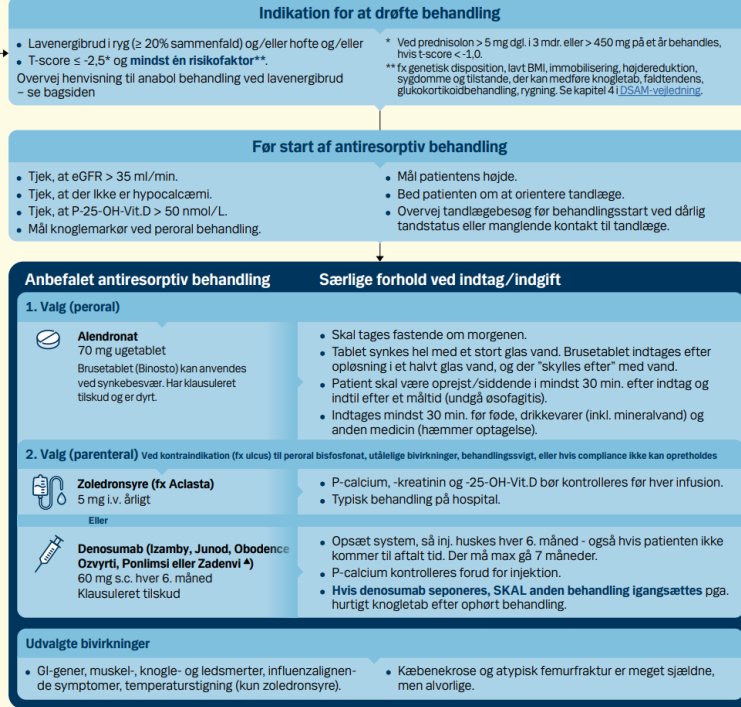 Indikation for at drøfte behandling
• Lavenergibrud i ryg (≥ 20% sammenfald) og/eller hofte og/eller
• T-score ≤ -2,5* og mindst én risikofaktor**.
Overvej henvisning til anabol behandling ved lavenergibrud
– se bagsiden
* Ved prednisolon > 5 mg dgl. i 3 mdr. eller > 450 mg på et år behandles,
hvis t-score < -1,0.
** fx genetisk disposition, lavt BMI, immobilisering, højdereduktion,
sygdomme og tilstande, der kan medføre knogletab, faldtendens,
glukokortikoidbehandling, rygning. Se kapitel 4 i DSAM-vejledning.
Før start af antiresorptiv behandling
• Tjek, at eGFR > 35 ml/min.
• Tjek, at der Ikke er hypocalcæmi.
• Tjek, at P-25-OH-Vit.D > 50 nmol/L.
• Mål knoglemarkør ved peroral behandling.
• Mål patientens højde.
• Bed patienten om at orientere tandlæge.
• Overvej tandlægebesøg før behandlingsstart ved dårlig
tandstatus eller manglende kontakt til tandlæge.
Anbefalet antiresorptiv behandling
Særlige forhold ved indtag/indgift
1. Valg (peroral)
Alendronat
70 mg ugetablet
Brusetablet (Binosto) kan anvendes
ved synkebesvær. Har klausuleret
tilskud og er dyrt.
• Skal tages fastende om morgenen.
• Tablet synkes hel med et stort glas vand. Brusetablet indtages efter
opløsning i et halvt glas vand, og der "skylles efter" med vand.
• Patient skal være oprejst/siddende i mindst 30 min. efter indtag og
indtil efter et måltid (undgå øsofagitis).
• Indtages mindst 30 min. før føde, drikkevarer (inkl. mineralvand) og
anden medicin (hæmmer optagelse).
2. Valg (parenteral) Ved kontraindikation (fx ulcus) til peroral bisfosfonat, utålelige bivirkninger, behandlingssvigt, eller hvis compliance ikke kan opretholdes
Zoledronsyre (fx Aclasta)
5 mg i.v. årligt
• P-calcium, -kreatinin og -25-OH-Vit.D bør kontrolleres før hver infusion.
• Typisk behandling på hospital.
Eller
Denosumab (Izamby, Junod, Obodence
Ozvyrti, Ponlimsi eller Zadenvi ▲)
60 mg s.c. hver 6. måned
Klausuleret tilskud
• Opsæt system, så inj. huskes hver 6. måned - også hvis patienten ikke
kommer til aftalt tid. Der må max gå 7 måneder.
• P-calcium kontrolleres forud for injektion.
• Hvis denosumab seponeres, SKAL anden behandling igangsættes pga.
hurtigt knogletab efter ophørt behandling.
Udvalgte bivirkninger
• GI-gener, muskel-, knogle- og ledsmerter, influenzalignen-
de symptomer, temperaturstigning (kun zoledronsyre).
• Kæbenekrose og atypisk femurfraktur er meget sjældne,
men alvorlige.